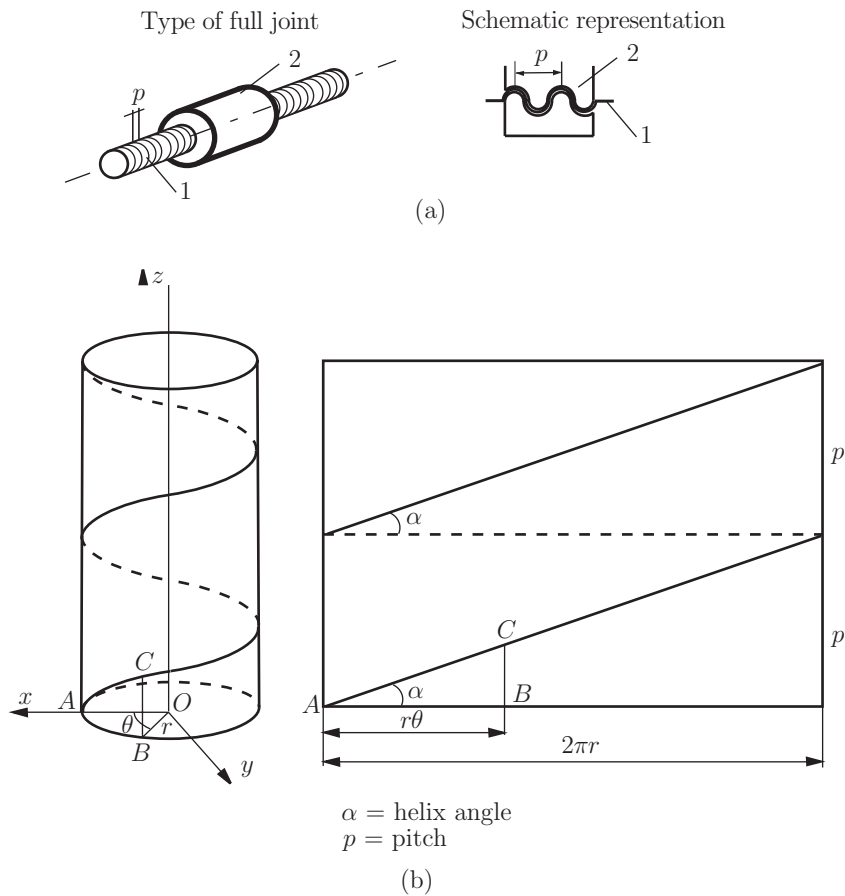 Type of full joint
Schematic representation
2
p
1
p
2
1
(a)
z
C
x
A
O
θ
r
B
y
α
p
C
α
p
A
B
rθ
2πr
α = helix angle
p = pitch
(b)